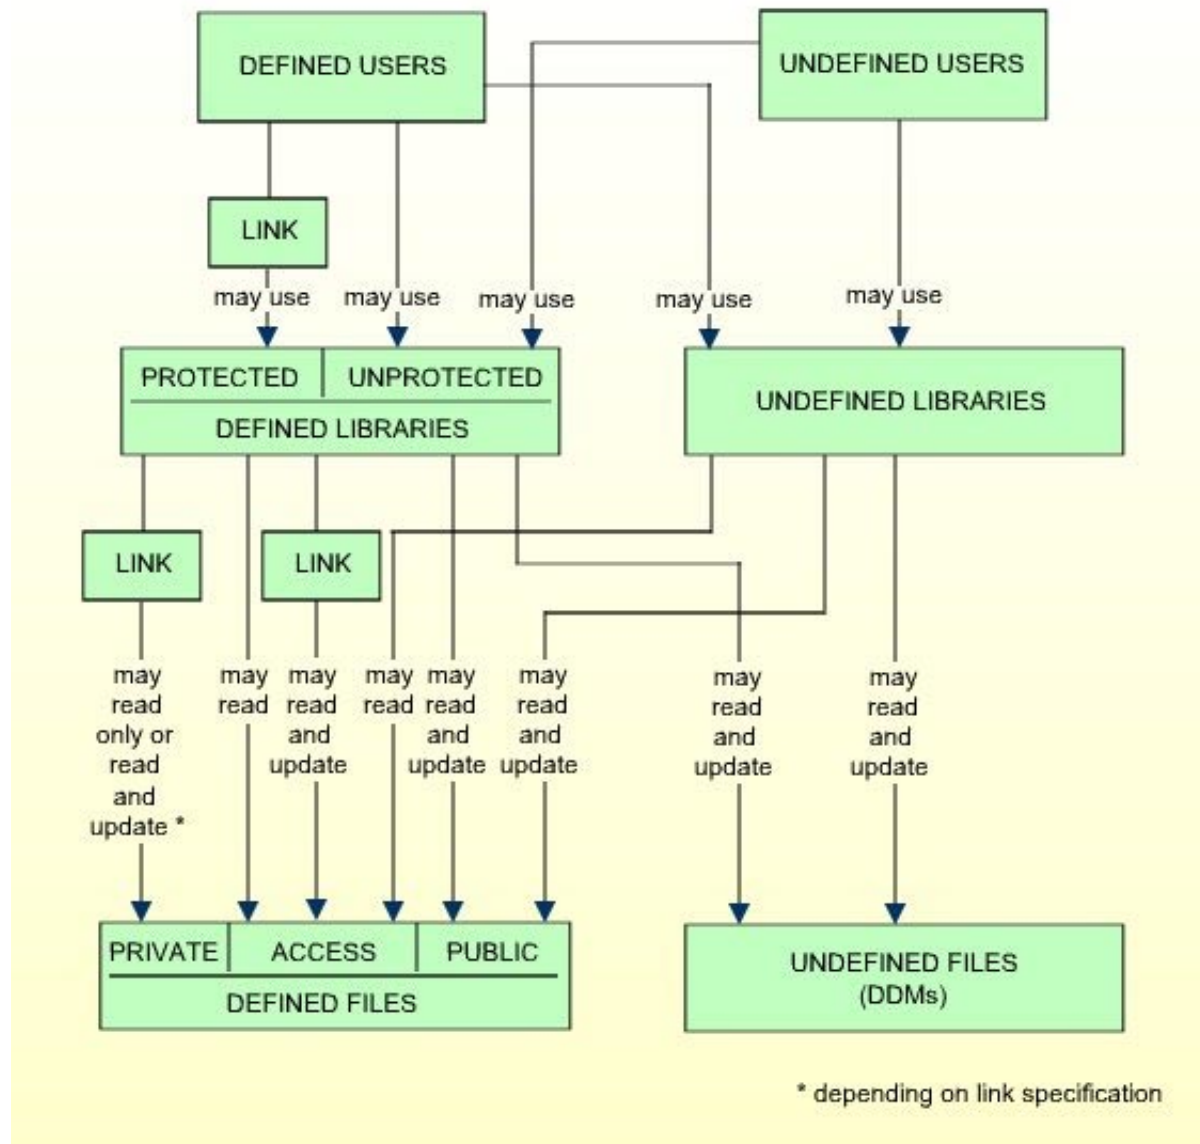 DEFINED USERS
UNDEFINED USERS
LINK
may use
may use
may use
may use
may use
PROTECTED
UNPROTECTED
DEFINED LIBRARIES
UNDEFINED LIBRARIES
LINK
LINK
may
read
only or
read
and
update *
may
read
may
read
and
update
may
read
may
read
and
update
may
read
and
update
may
read
and
update
may
read
and
update
PRIVATE
ACCESS
PUBLIC
DEFINED FILES
UNDEFINED FILES
(DDMs)
* depending on link specification